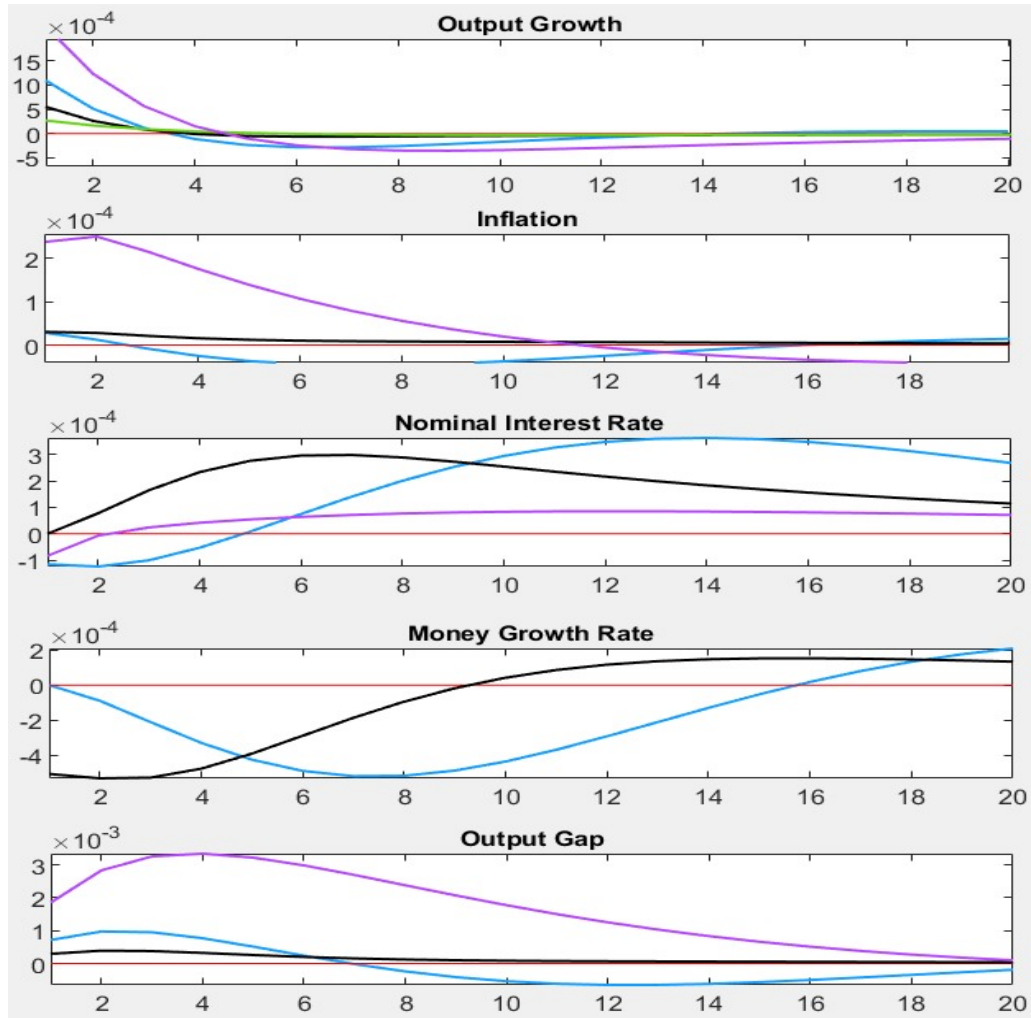 ×10-4
Output Growth
15
10
5
0
-5
2 4 6 8 10 12 14 16 18 20
×10-4
Inflation
2
1
0
2 4 6 8 10 12 14 16 18
×10-4
Nominal Interest Rate
3
2
1
0
-1
2 4 6 8 10 12 14 16 18 20
×10-4
Money Growth Rate
2
0
-2
-4
2 4 6 8 10 12 14 16 18 20
×10-3
Output Gap
3
2
1
0
2 4 6 8 10 12 14 16 18 20